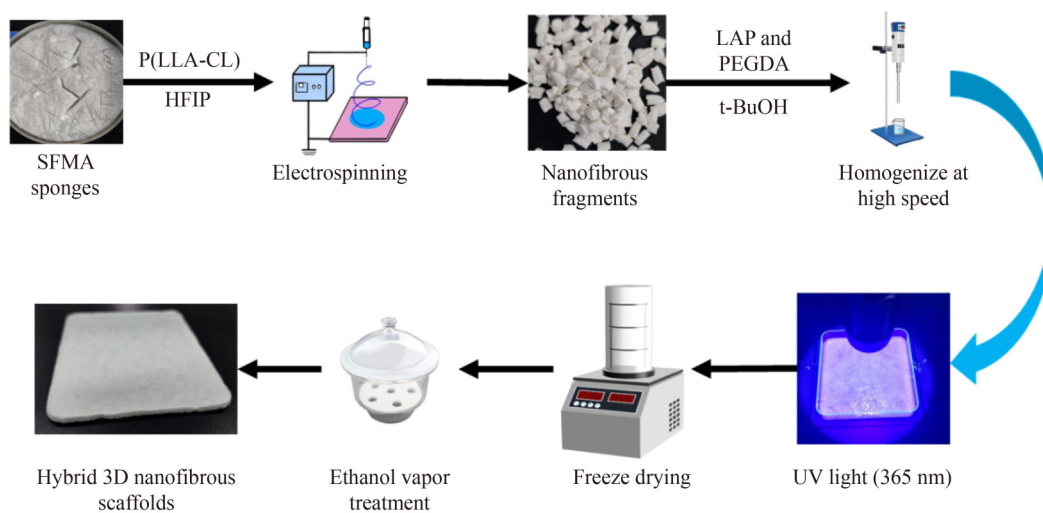 P(LLA-CL)
HFIP
LAP and
PEGDA
t-BuOH
SFMA
sponges
Electrospinning
Nanofibrous
fragments
Homogenize at
high speed
Hybrid 3D nanofibrous
scaffolds
Ethanol vapor
treatment
Freeze drying
UV light (365 nm)